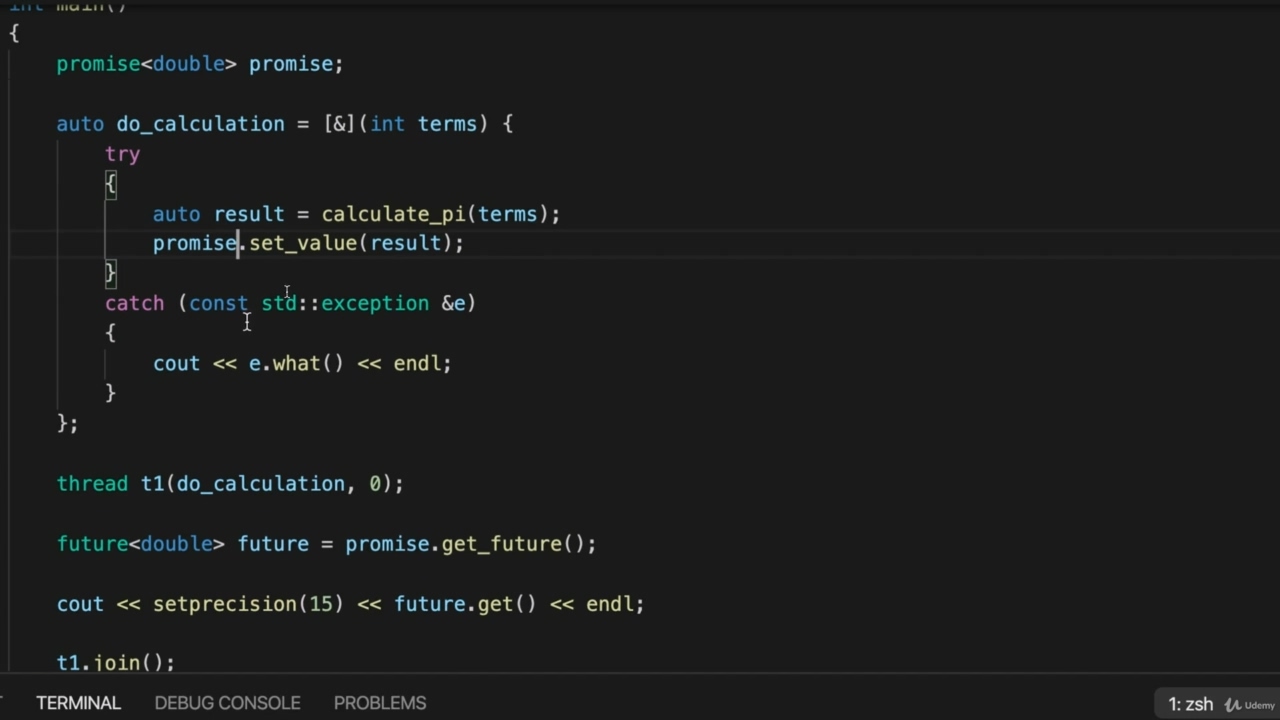 int main()
{
    promise<double> promise;

    auto do_calculation = [&](int terms) {
        try
        {
            auto result = calculate_pi(terms);
            promise.set_value(result);
        }
        catch (const std::exception &e)
        {
            cout << e.what() << endl;
        }
    };

    thread t1(do_calculation, 0);

    future<double> future = promise.get_future();

    cout << setprecision(15) << future.get() << endl;

    t1.join();
TERMINAL DEBUG CONSOLE PROBLEMS 1: zsh Udemy